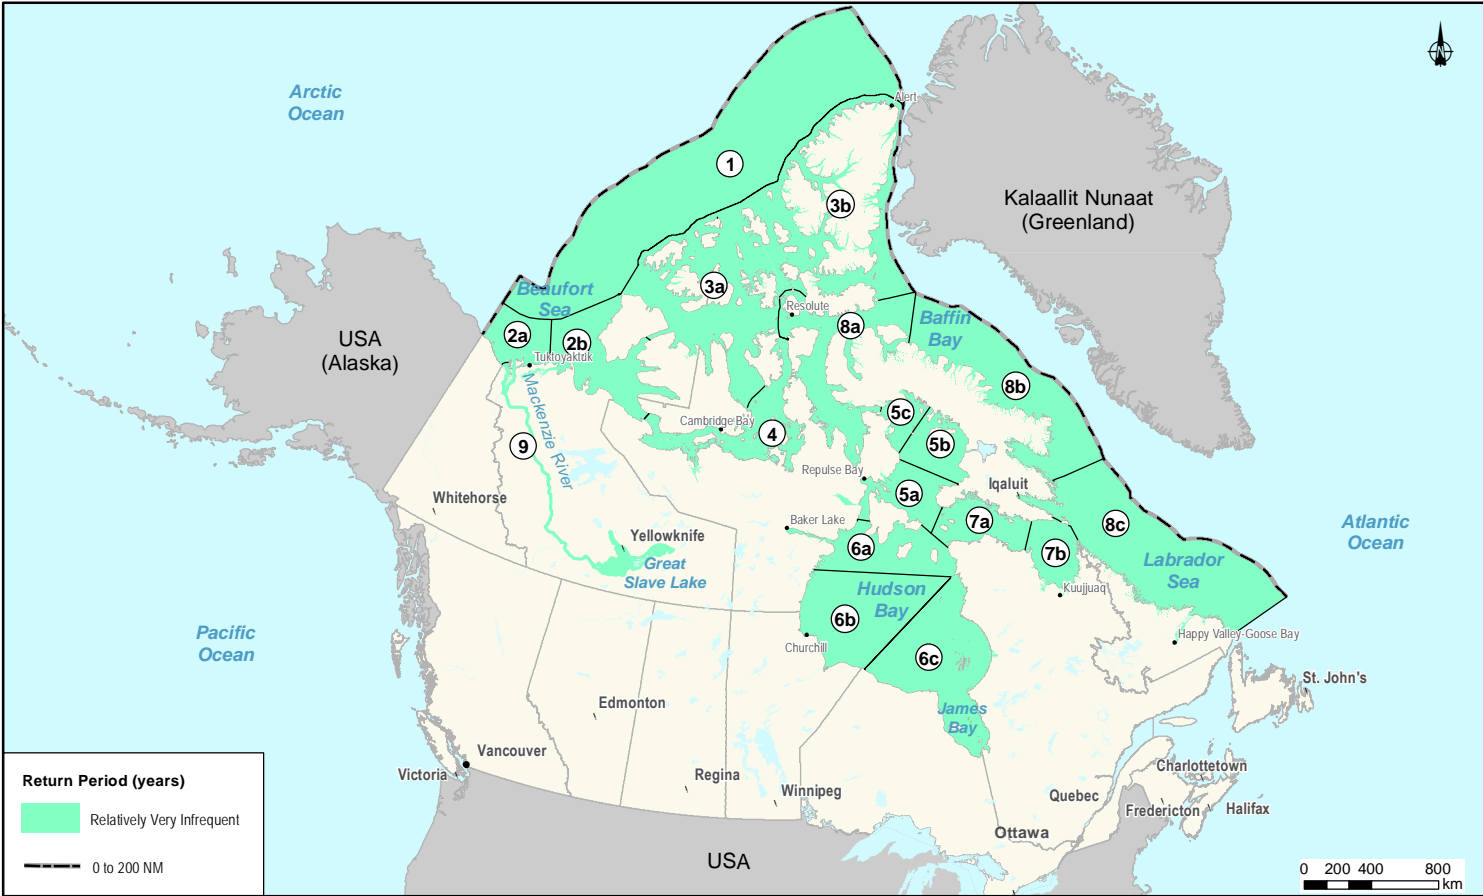 Arctic
Ocean
Alert
1
3b
Kalaallit Nunaat
(Greenland)
3a
Beaufort
Sea
Resolute
8a
Baffin
Bay
USA
(Alaska)
2a
2b
Tuktoyaktuk
Mackenzie River
8b
5c
Cambridge Bay
4
5b
9
Repulse Bay
Iqaluit
Whitehorse
5a
7a
8c
Baker Lake
Atlantic
Ocean
Yellowknife
6a
7b
Great
Slave Lake
Labrador
Sea
Hudson
Bay
Kuujjuaq
Pacific
Ocean
6b
Churchill
Happy Valley-Goose Bay
6c
St. John's
Edmonton
James
Bay
Vancouver
Victoria
Regina
Winnipeg
Charlottetown
Quebec
Fredericton
Halifax
Ottawa
USA
Return Period (years)
Relatively Very Infrequent
0 to 200 NM
0 200 400 800
km
N